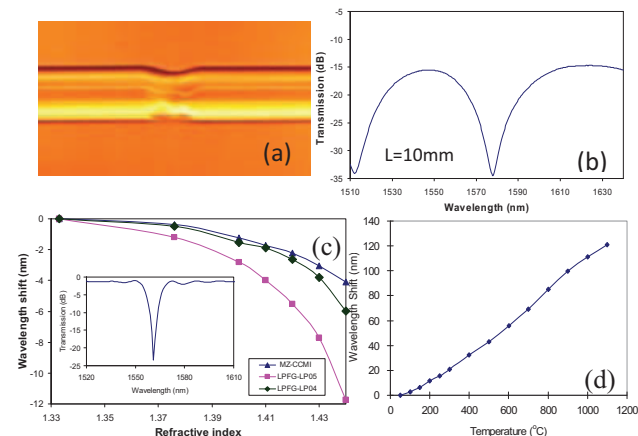 (a)
Transmission (dB)
-5
-10
-15
-20
-25
-30
-35
L=10mm
(b)
1510 1530 1550 1570 1590 1610 1630
Wavelength (nm)
Wavelength shift (nm)
0
-2
-4
-6
-8
-10
-12
(c)
Transmission (dB)
0
-5
-10
-15
-20
-25
1520 1560 1580 1610
Wavelength (nm)
MZ-CCMI
LPFG-LP05
LPFG-LP04
1.33 1.35 1.37 1.39 1.41 1.43
Refractive index
Wavelength Shift (nm)
140
120
100
80
60
40
20
0
(d)
0 200 400 600 800 1000 1200
Temperature (°C)